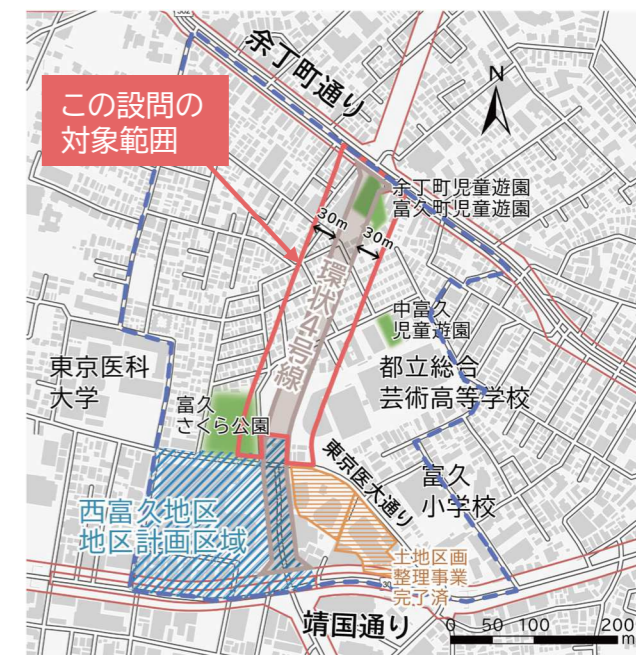 302
余丁町通り
この設問の
対象範囲
N
余丁町児童遊園
富久町児童遊園
30m
30m
環状4号線
中富久
児童遊園
東京医科
大学
都立総合
芸術高等学校
富久
さくら公園
東京医大通り
富久
小学校
西富久地区
地区計画区域
土地区画
整理事業
完了済
30
靖国通り
0 50 100 200
m